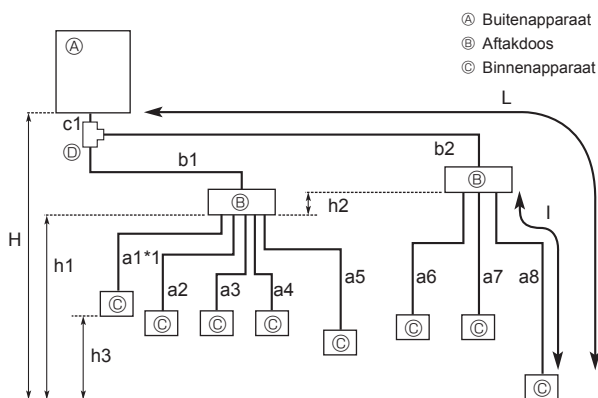 Ⓐ Buitenapparaat
Ⓑ Aftakdoos
Ⓒ Binnenapparaat
Ⓐ
L
c1
Ⓓ
b1
b2
Ⓑ
Ⓑ
h2
l
H
h1
a1*1
a2
a3
a4
a5
a6
a7
a8
Ⓒ
Ⓒ
Ⓒ
Ⓒ
Ⓒ
Ⓒ
Ⓒ
h3
Ⓒ